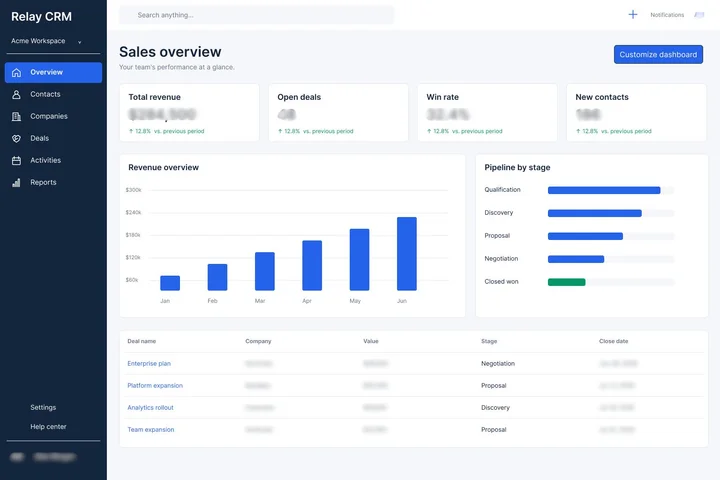 Relay CRM
Search anything...
Notifications
Acme Workspace
Overview
Contacts
Companies
Deals
Activities
Reports
Settings
Help center
Sales overview
Your team's performance at a glance.
Customize dashboard
Total revenue
↑ 12.8% vs. previous period
Open deals
↑ 12.8% vs. previous period
Win rate
↑ 12.8% vs. previous period
New contacts
↑ 12.8% vs. previous period
Revenue overview
$300k
$240k
$180k
$120k
$60k
Jan Feb Mar Apr May Jun
Pipeline by stage
Qualification
Discovery
Proposal
Negotiation
Closed won
Deal name Company Value Stage Close date
Enterprise plan Negotiation
Platform expansion Proposal
Analytics rollout Discovery
Team expansion Proposal